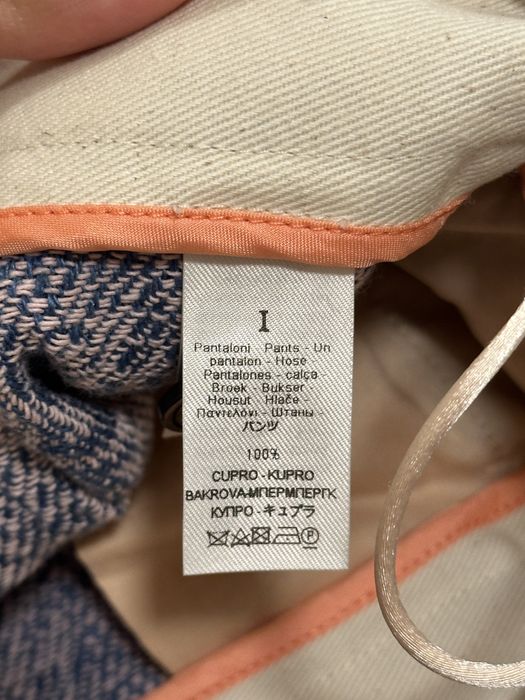 I
Pantaloni - Pants - Un
pantalon - Hose
Pantalones - calça
Broek - Bukser
Housut - Hlače -
Παντελόνι - Штаны -
パンツ
100%
CUPRO - KUPRO
BAKROVA-ΜΠΕΡΜΠΕΡΓΚ
КУПРО - キュプラ